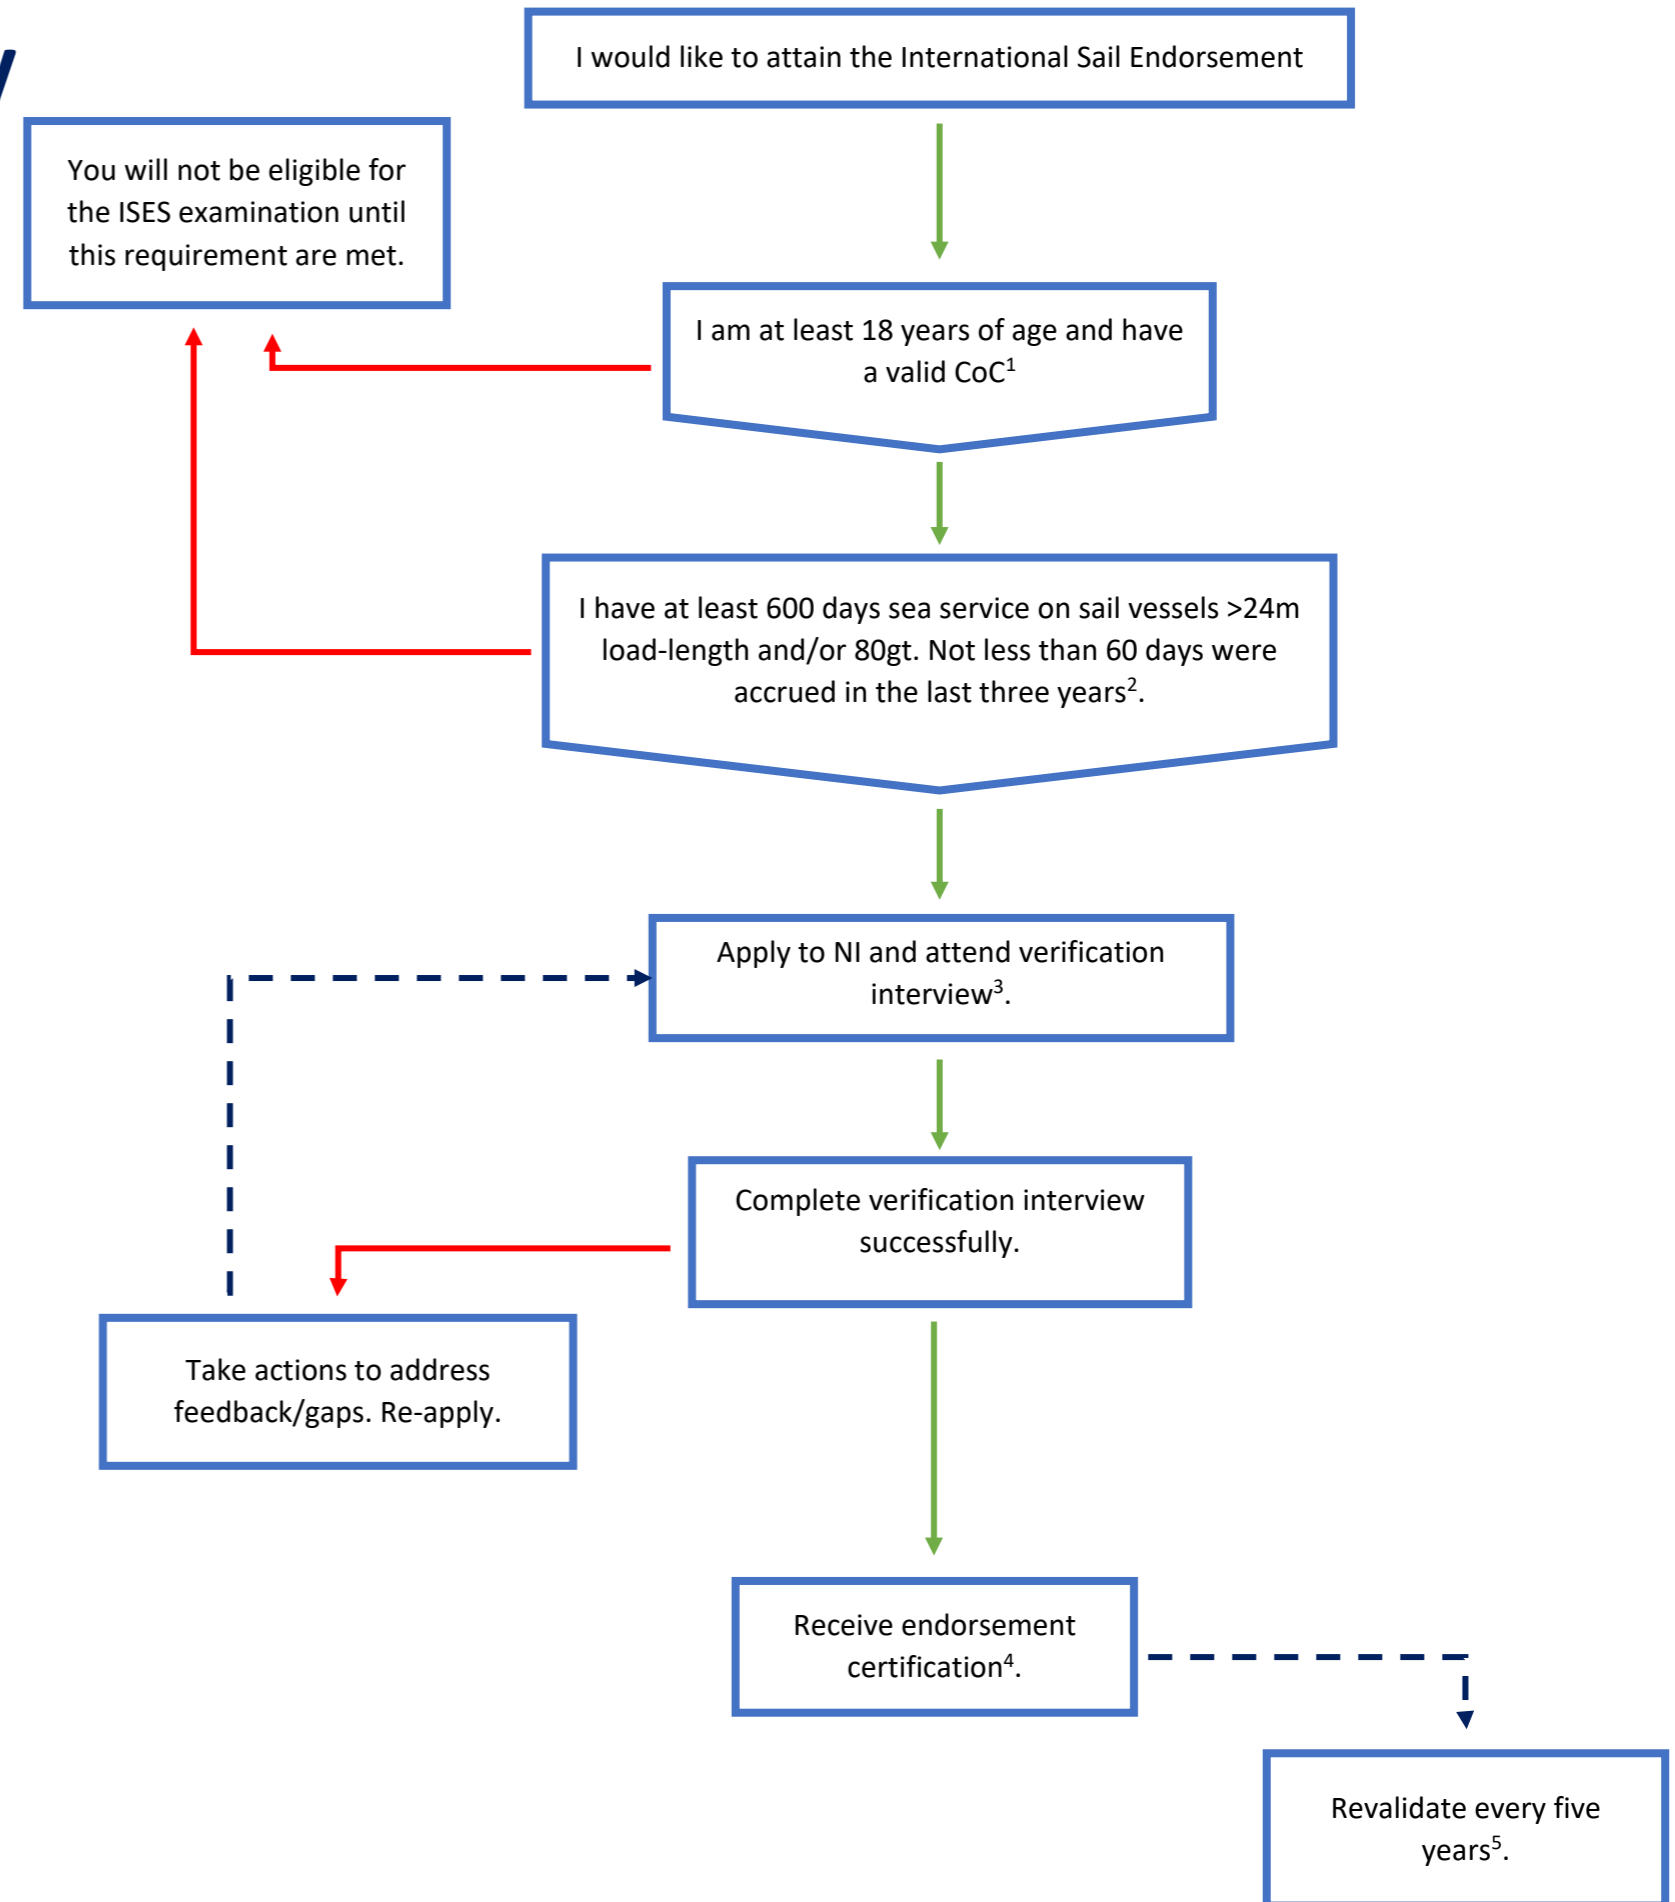 I would like to attain the International Sail Endorsement
You will not be eligible for
the ISES examination until
this requirement are met.
I am at least 18 years of age and have
a valid CoC¹
I have at least 600 days sea service on sail vessels >24m
load-length and/or 80gt. Not less than 60 days were
accrued in the last three years².
Apply to NI and attend verification
interview³.
Complete verification interview
successfully.
Take actions to address
feedback/gaps. Re-apply.
Receive endorsement
certification⁴.
Revalidate every five
years⁵.